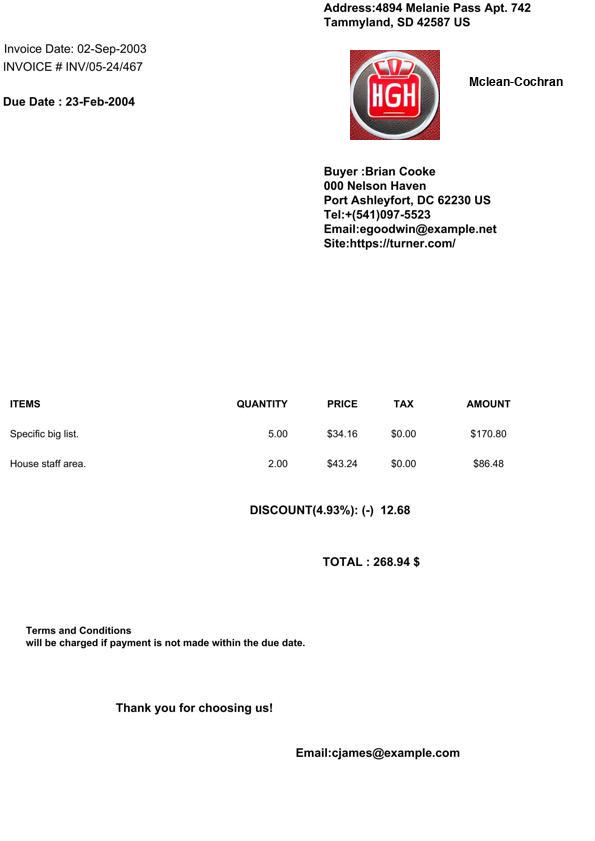 Address:4894 Melanie Pass Apt. 742
Tammyland, SD 42587 US
Invoice Date: 02-Sep-2003
INVOICE # INV/05-24/467
Due Date : 23-Feb-2004
HGH
Mclean-Cochran
Buyer :Brian Cooke
000 Nelson Haven
Port Ashleyfort, DC 62230 US
Tel:+(541)097-5523
Email:egoodwin@example.net
Site:https://turner.com/
ITEMS QUANTITY PRICE TAX AMOUNT
Specific big list. 5.00 $34.16 $0.00 $170.80
House staff area. 2.00 $43.24 $0.00 $86.48
DISCOUNT(4.93%): (-) 12.68
TOTAL : 268.94 $
Terms and Conditions
will be charged if payment is not made within the due date.
Thank you for choosing us!
Email:cjames@example.com